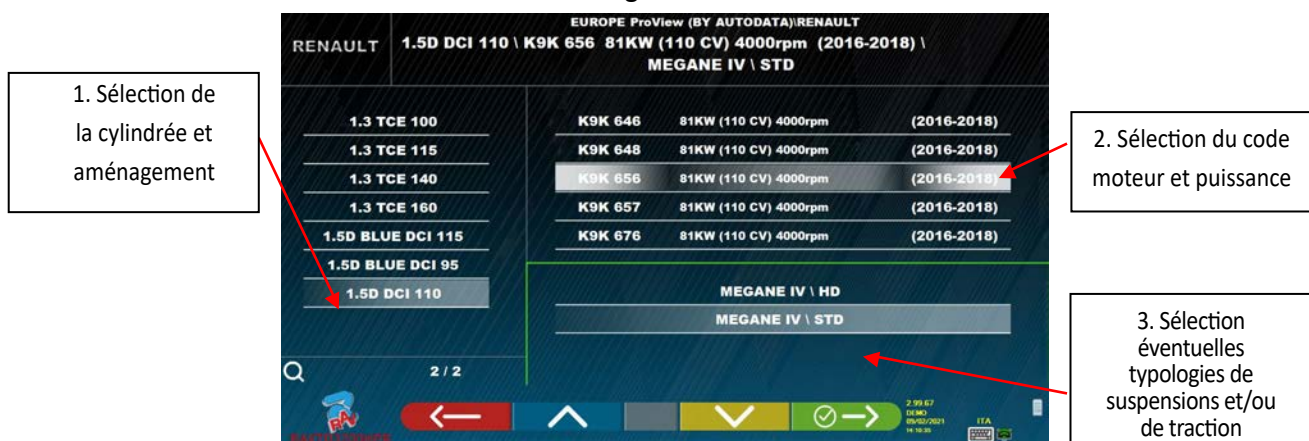 EUROPE ProView (BY AUTODATA)\RENAULT
RENAULT
1.5D DCI 110 \ K9K 656 81KW (110 CV) 4000rpm (2016-2018) \
MEGANE IV \ STD
1. Sélection de
la cylindrée et
aménagement
1.3 TCE 100
1.3 TCE 115
1.3 TCE 140
1.3 TCE 160
1.5D BLUE DCI 115
1.5D BLUE DCI 95
1.5D DCI 110
2 / 2
K9K 646 81KW (110 CV) 4000rpm (2016-2018)
K9K 648 81KW (110 CV) 4000rpm (2016-2018)
K9K 656 81KW (110 CV) 4000rpm (2016-2018)
K9K 657 81KW (110 CV) 4000rpm (2016-2018)
K9K 676 81KW (110 CV) 4000rpm (2016-2018)
MEGANE IV \ HD
MEGANE IV \ STD
2. Sélection du code
moteur et puissance
3. Sélection
éventuelles
typologies de
suspensions et/ou
de traction
RAV
2.99.67
DEMO
09/02/2021
ITA